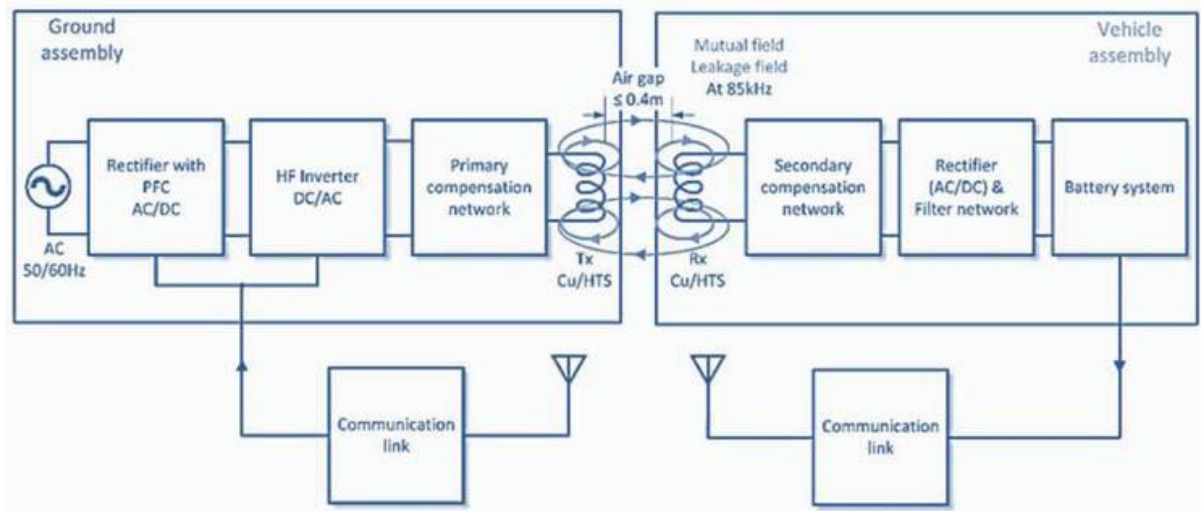 Ground
assembly
Vehicle
assembly
Mutual field
Leakage field
At 85kHz
Air gap
≤ 0.4m
Rectifier with
PFC
AC/DC
HF Inverter
DC/AC
Primary
compensation
network
Secondary
compensation
network
Rectifier
(AC/DC) &
Filter network
Battery system
AC
50/60Hz
Tx
Cu/HTS
Rx
Cu/HTS
Communication
link
Communication
link